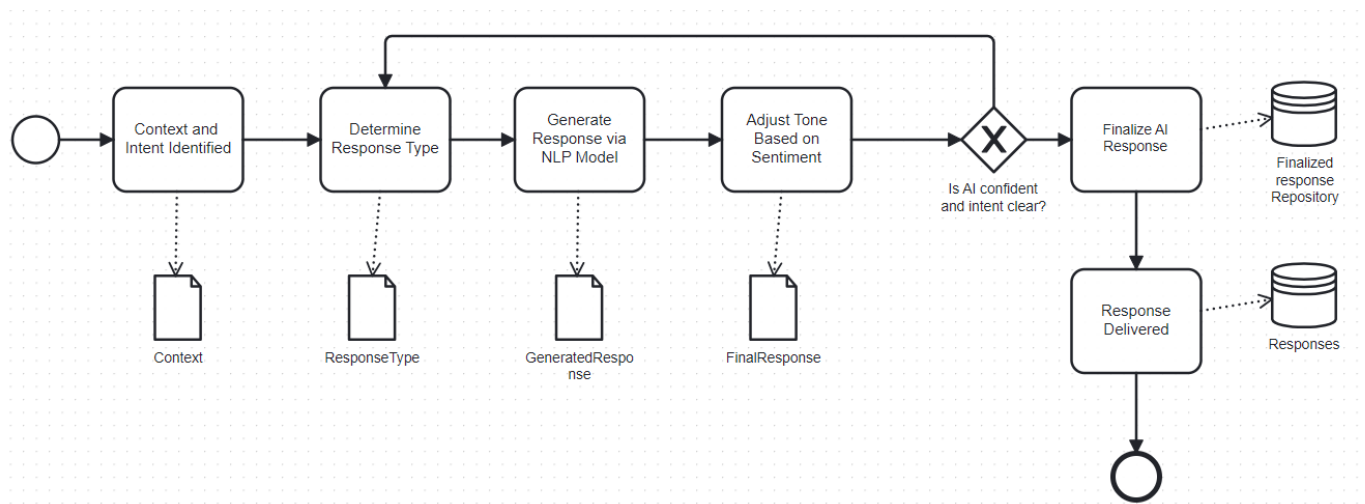 Context and
Intent Identified
Determine
Response Type
Generate
Response via
NLP Model
Adjust Tone
Based on
Sentiment
Is AI confident
and intent clear?
Finalize AI
Response
Finalized
response
Repository
Context
ResponseType
GeneratedRespo
nse
FinalResponse
Response
Delivered
Responses